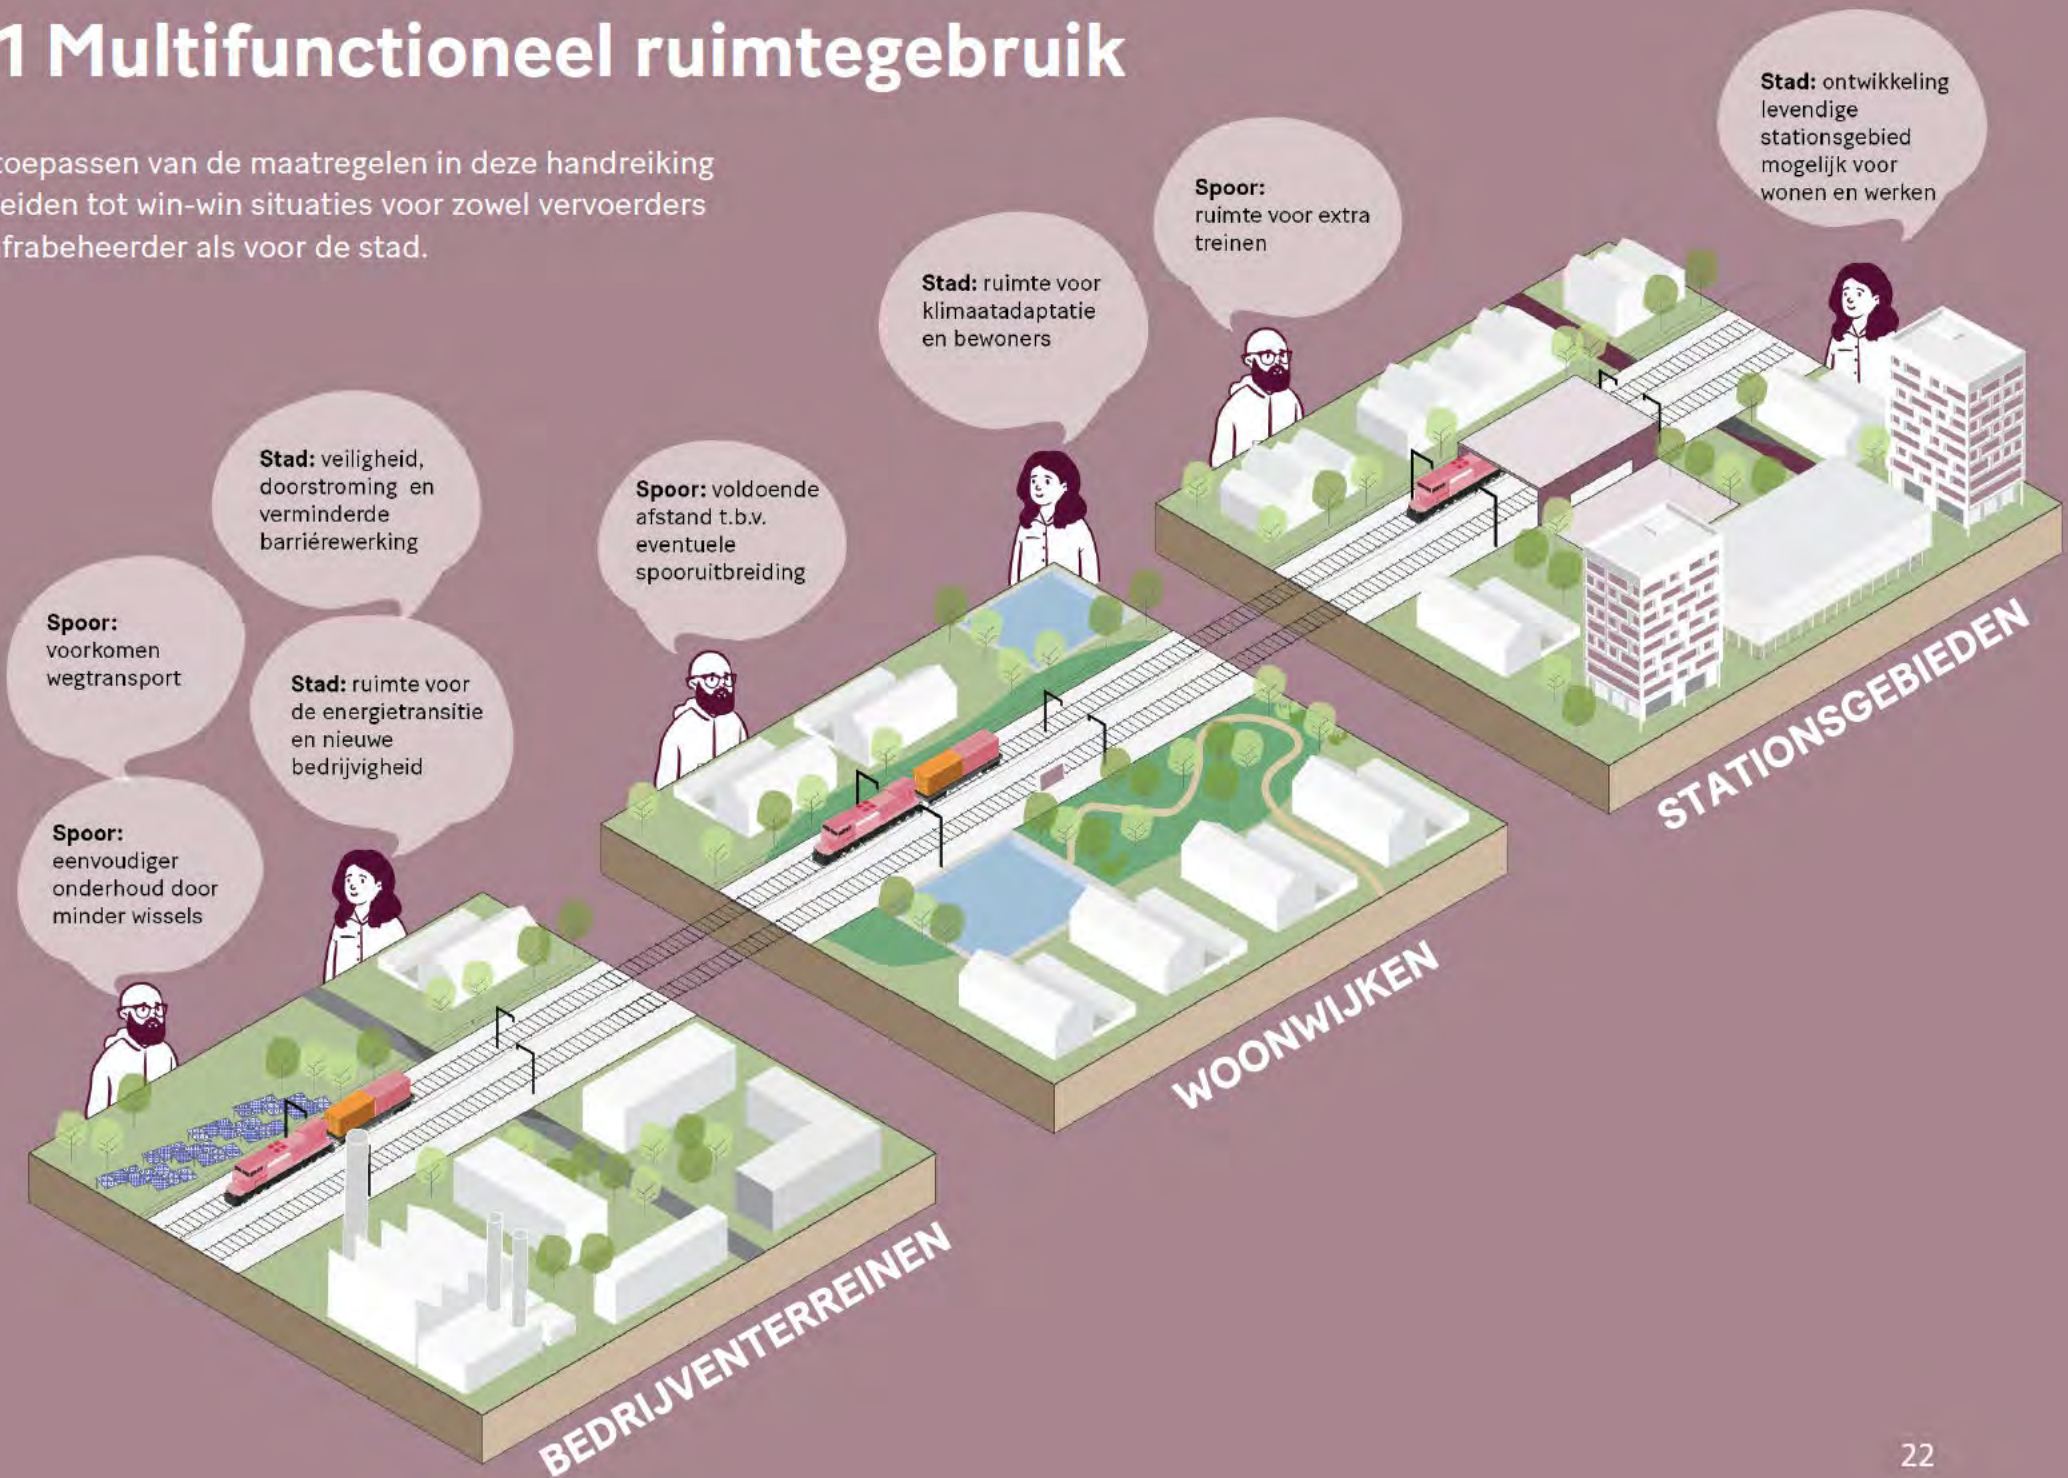 1 Multifunctioneel ruimtegebruik
toepassen van de maatregelen in deze handreiking
eiden tot win-win situaties voor zowel vervoerders
frabeheerder als voor de stad.
Spoor:
voorkomen
wegtransport
Spoor:
eenvoudiger
onderhoud door
minder wissels
Stad: veiligheid,
doorstroming en
verminderde
barriérewerking
Stad: ruimte voor
de energietransitie
en nieuwe
bedrijvigheid
Spoor: voldoende
afstand t.b.v.
eventuele
spooruitbreiding
Stad: ruimte voor
klimaatadaptatie
en bewoners
Spoor:
ruimte voor extra
treinen
Stad: ontwikkeling
levendige
stationsgebied
mogelijk voor
wonen en werken
BEDRIJVENTERREINEN
WOONWIJKEN
STATIONSGEBIEDEN
22